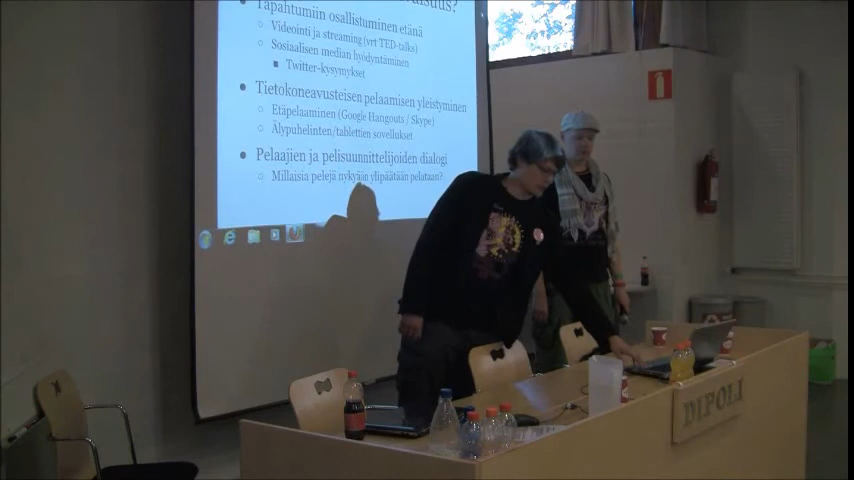 Tapahtumiin osallistuminen etänä
Videointi ja streaming (vrt TED-talks)
Sosiaalisen median hyödyntäminen
Twitter-kysymykset
Tietokoneavusteisen pelaamisen yleistyminen
Etäpelaaminen (Google Hangouts / Skype)
Älypuhelinten/tablettien sovellukset
Pelaajien ja pelisuunnittelijoiden dialogi
Millaisia pelejä nykyään ylipäätään pelataan?
DIPOLI